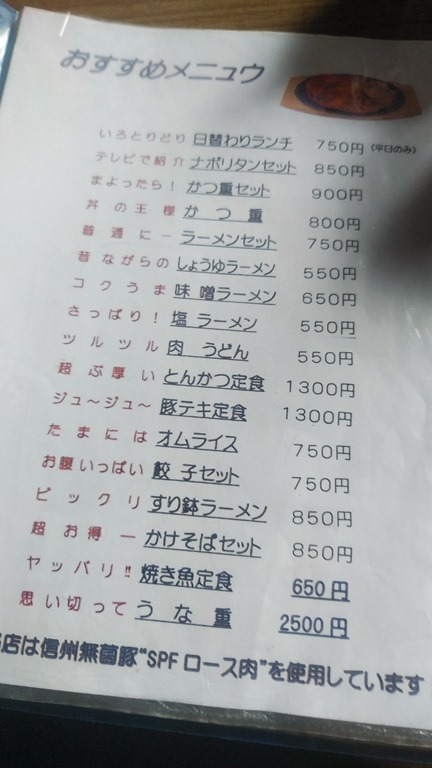 おすすめメニュウ
いろとりどり 日替わりランチ 750円 (平日のみ)
テレビで紹介 ナポリタンセット 850円
まよったら！ かつ重セット 900円
丼の王様 かつ重 800円
普通に一 ラーメンセット 750円
昔ながらの しょうゆラーメン 550円
コクうま 味噌ラーメン 650円
さっぱり！ 塩ラーメン 550円
ツルツル 肉うどん 550円
超ぶ厚い とんかつ定食 1300円
ジュ〜ジュ〜 豚テキ定食 1300円
たまには オムライス 750円
お腹いっぱい 餃子セット 750円
ビックリ すり鉢ラーメン 850円
超お得一 かけそばセット 850円
ヤッパリ!! 焼き魚定食 650円
思い切って うな重 2500円
店は信州無菌豚“SPFロース肉”を使用しています